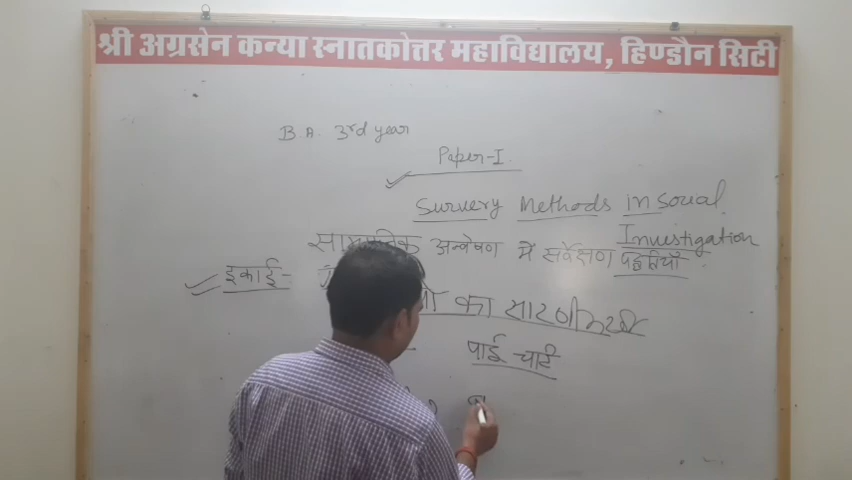 श्री अग्रसेन कन्या स्नातकोत्तर महाविद्यालय, हिण्डौन सिटी
B.A. 3rd year
Paper-I
Survery Methods in Social
Investigation
सामाजिक अन्वेषण में सर्वेक्षण पद्धतियाँ
इकाई-
का सारणीयन
पाई चार्ट